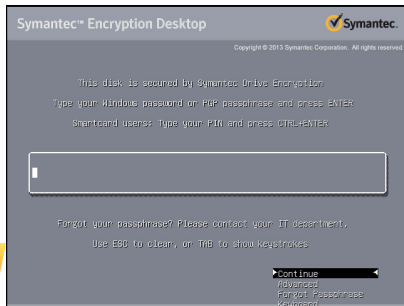 Symantec™ Encryption Desktop
Symantec.
Copyright © 2013 Symantec Corporation. All rights reserved.
This disk is secured by Symantec Drive Encryption
Type your Windows password or PGP passphrase and press ENTER
Smartcard users: Type your PIN and press CTRL+ENTER
Forgot your passphrase? Please contact your IT department.
Use ESC to clear, or TAB to show keystrokes
Continue
Advanced
Forgot Passphrase
Keyboard